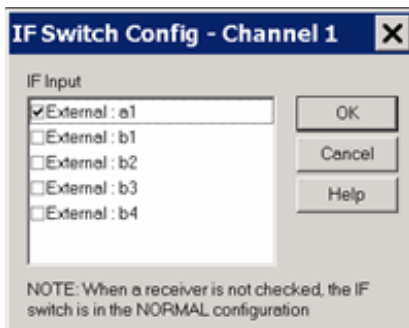 IF Switch Config - Channel 1
IF Input
External : a1
External : b1
External : b2
External : b3
External : b4
OK
Cancel
Help
NOTE: When a receiver is not checked, the IF
switch is in the NORMAL configuration